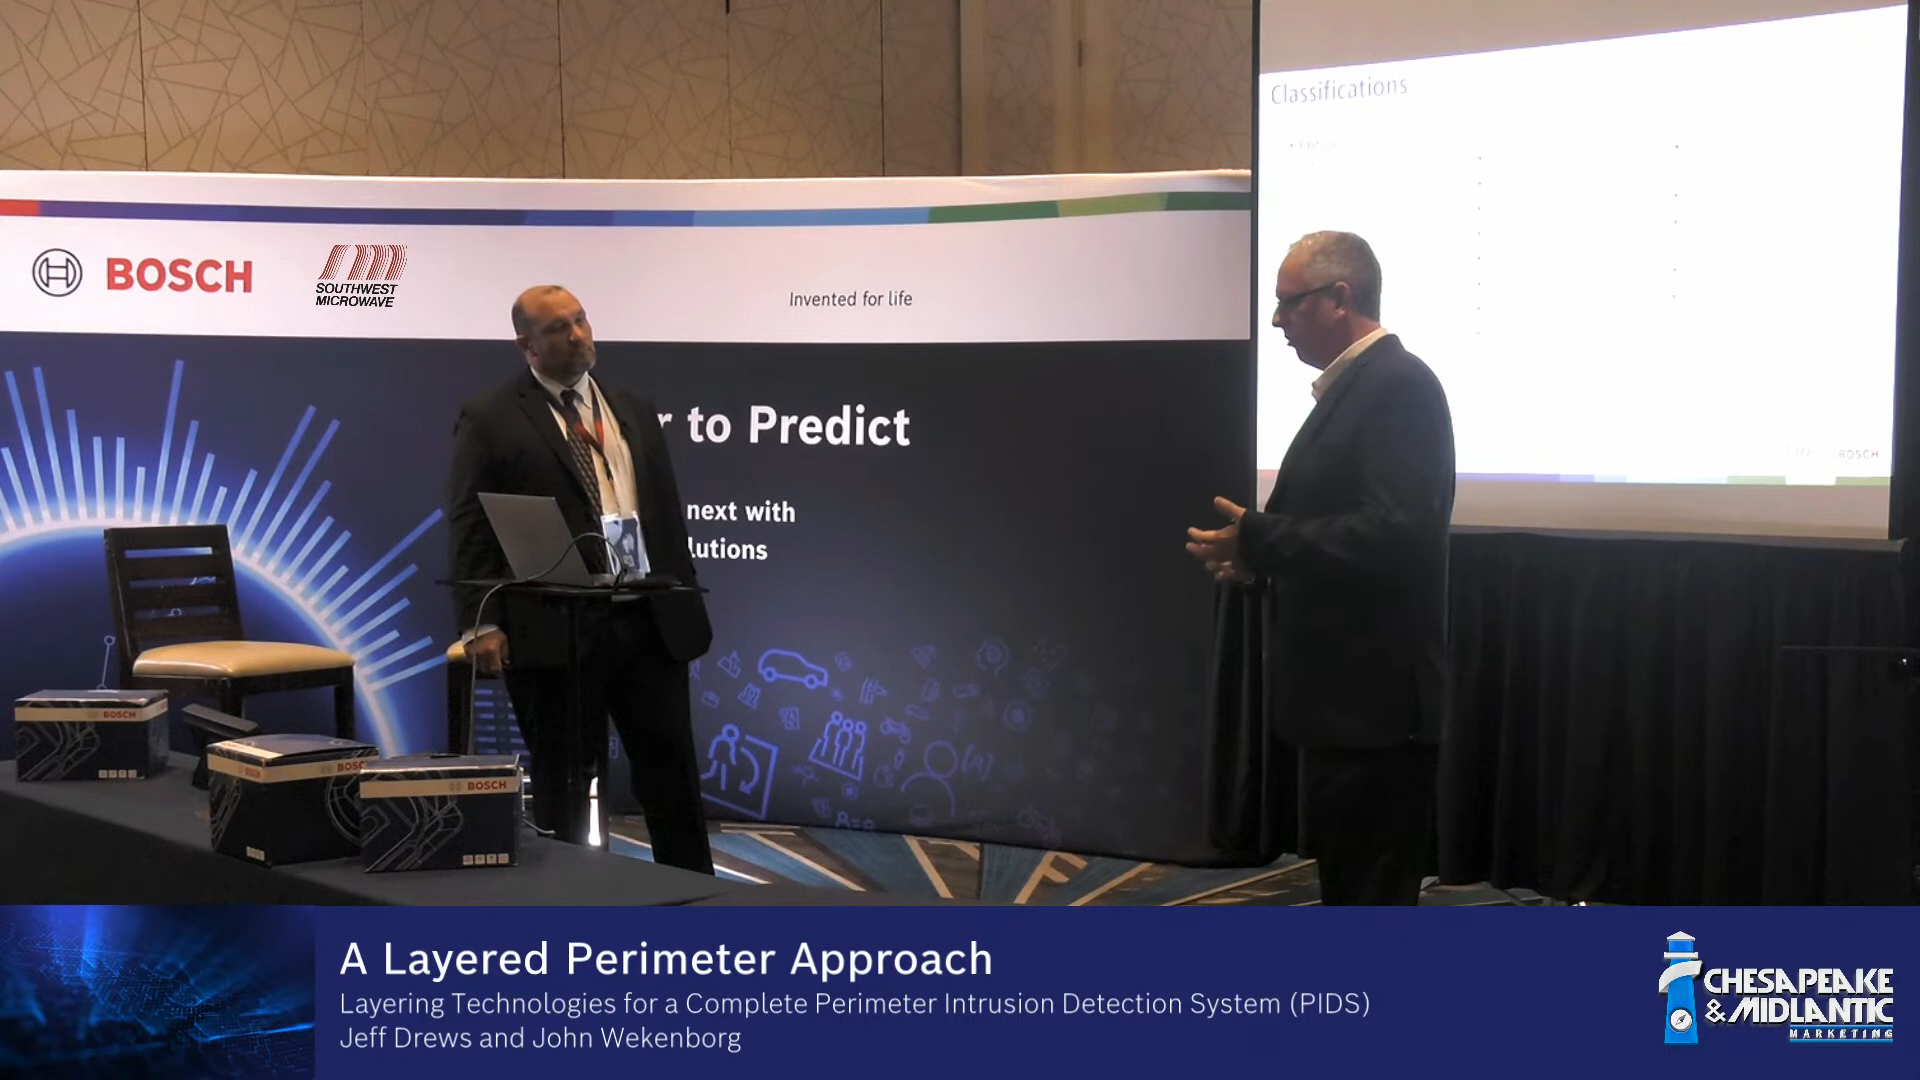 Classifications
BOSCH
SOUTHWEST
MICROWAVE
Invented for life
r to Predict
next with
lutions
BOSCH
BOSCH
BOSCH
BOSCH
A Layered Perimeter Approach
Layering Technologies for a Complete Perimeter Intrusion Detection System (PIDS)
Jeff Drews and John Wekenborg
CHESAPEAKE
& MIDLANTIC
MARKETING